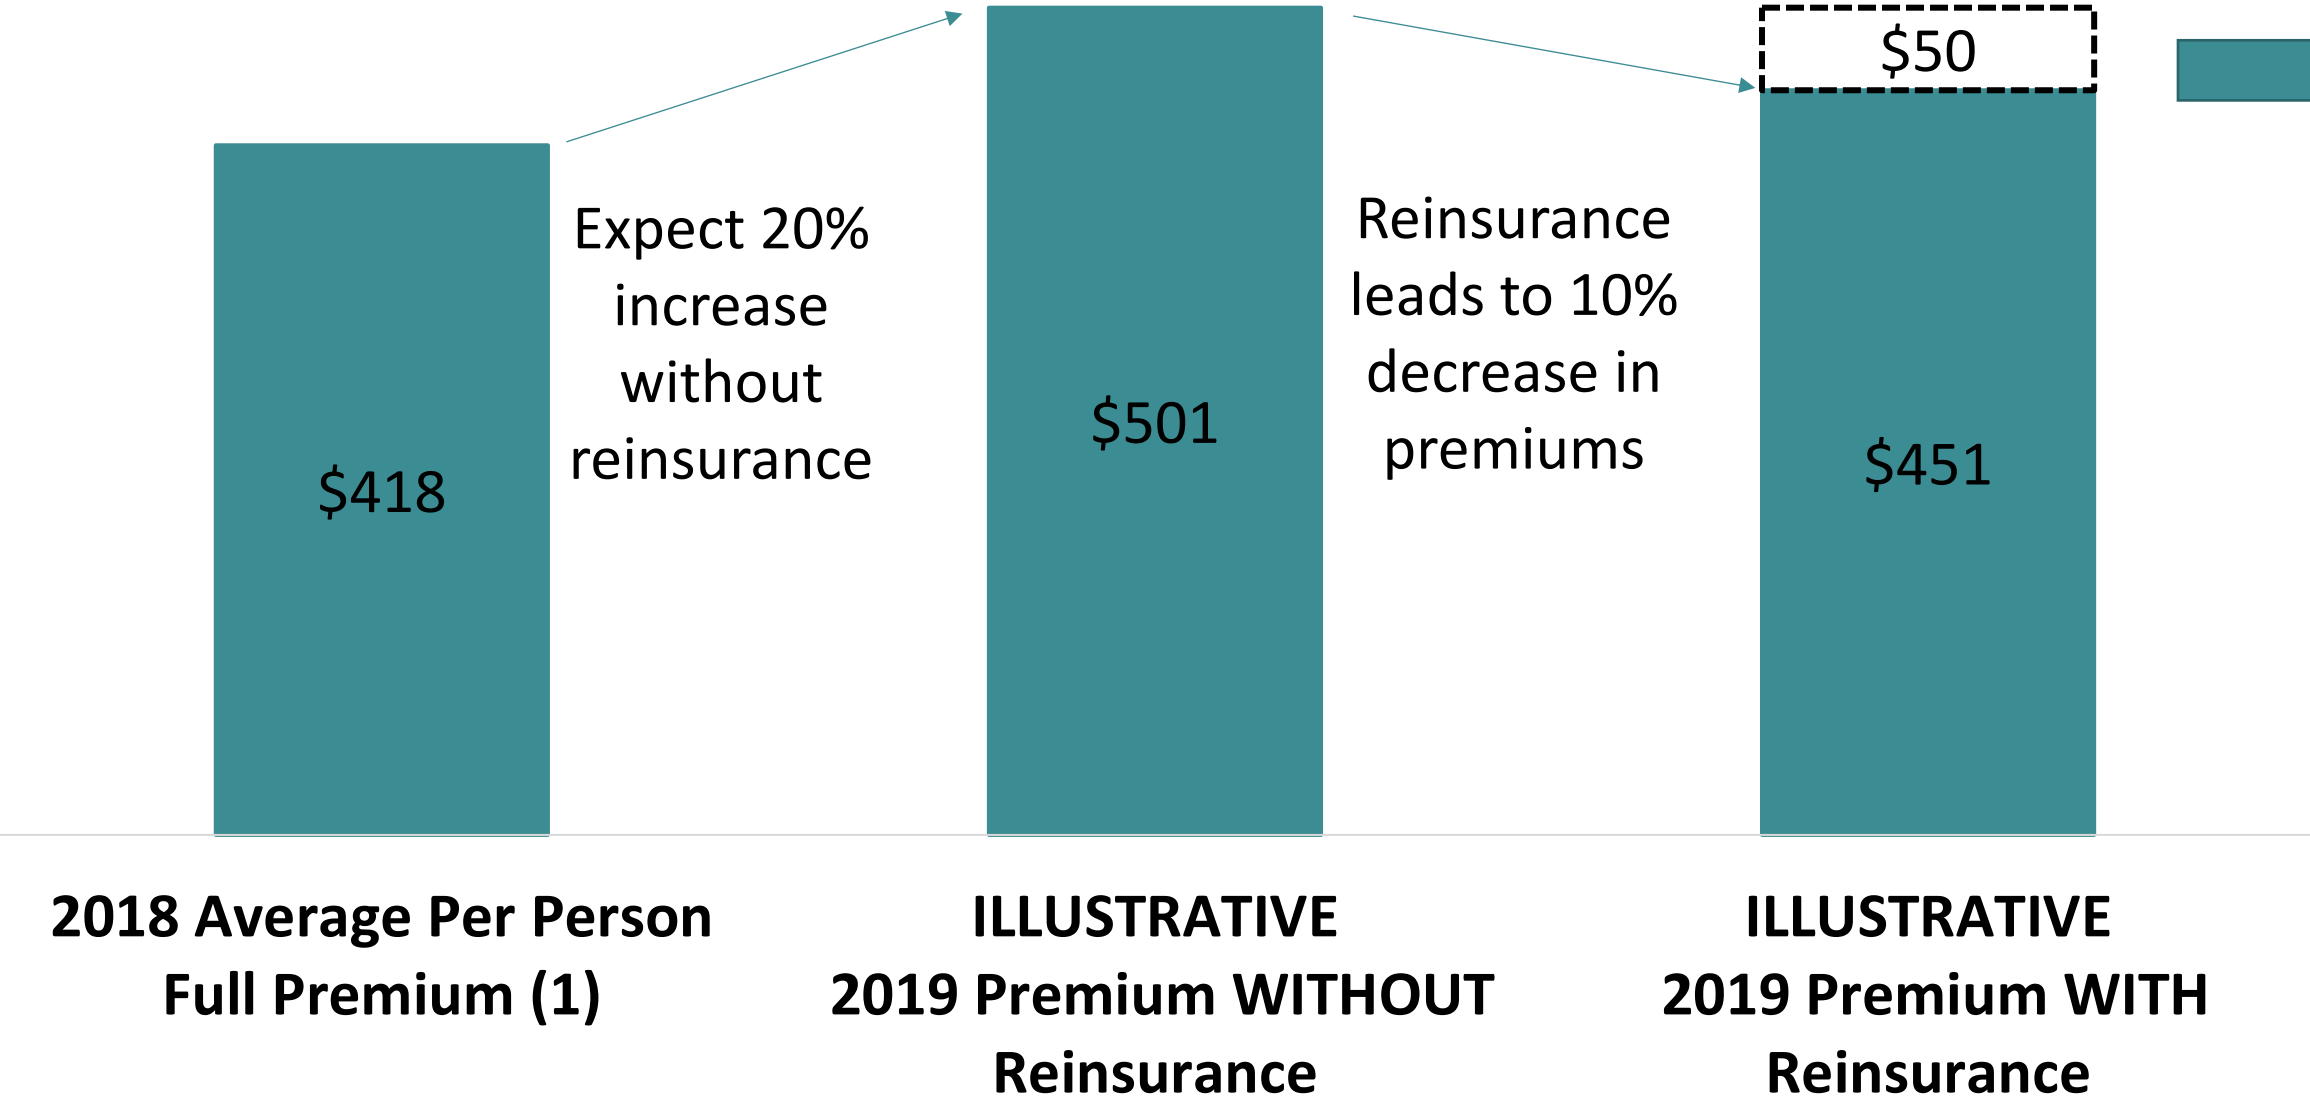 $50
Expect 20%
increase
without
reinsurance
Reinsurance
leads to 10%
decrease in
premiums
$418
$501
$451
2018 Average Per Person
Full Premium (1)
ILLUSTRATIVE
2019 Premium WITHOUT
Reinsurance
ILLUSTRATIVE
2019 Premium WITH
Reinsurance